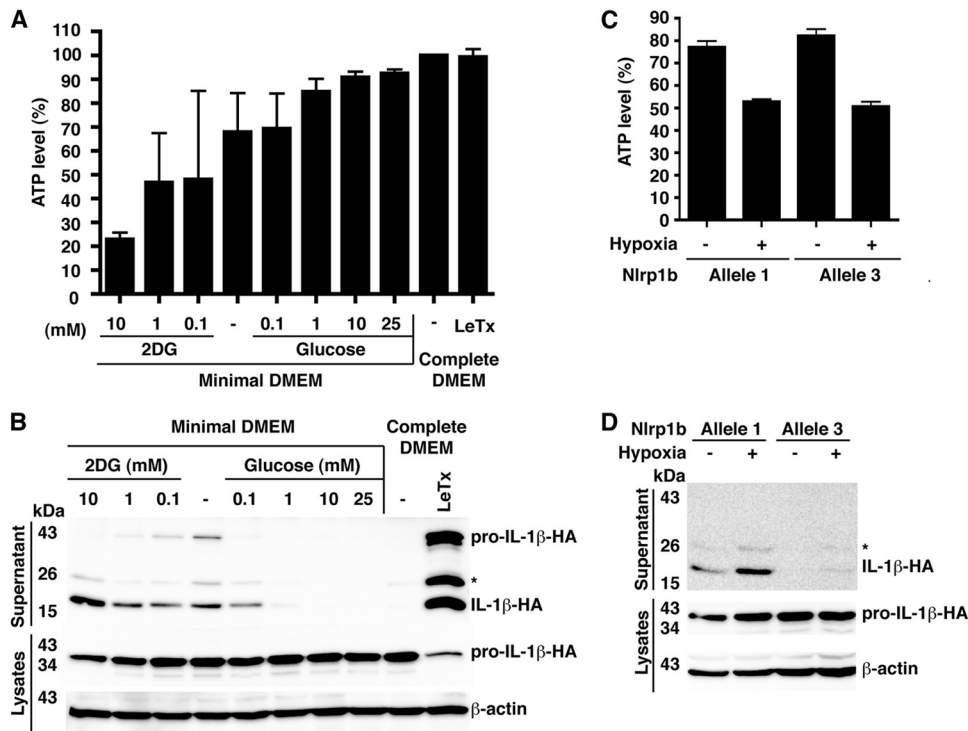 A
ATP level (%)
100
90
80
70
60
50
40
30
20
10
0
(mM)
10 1 0.1 - 0.1 1 10 25 - LeTx
2DG Glucose
Minimal DMEM
Complete DMEM
C
ATP level (%)
90
80
70
60
50
40
30
20
10
0
Hypoxia - + - +
Nlrp1b Allele 1 Allele 3
B
Minimal DMEM
Complete DMEM
2DG (mM) Glucose (mM)
kDa 10 1 0.1 - 0.1 1 10 25 - LeTx
Supernatant
43 pro-IL-1β-HA
26 *
15 IL-1β-HA
Lysates
43
34 pro-IL-1β-HA
43 β-actin
D
Nlrp1b Allele 1 Allele 3
Hypoxia - + - +
kDa
Supernatant
43
26 *
15 IL-1β-HA
Lysates
43 pro-IL-1β-HA
34
43 β-actin